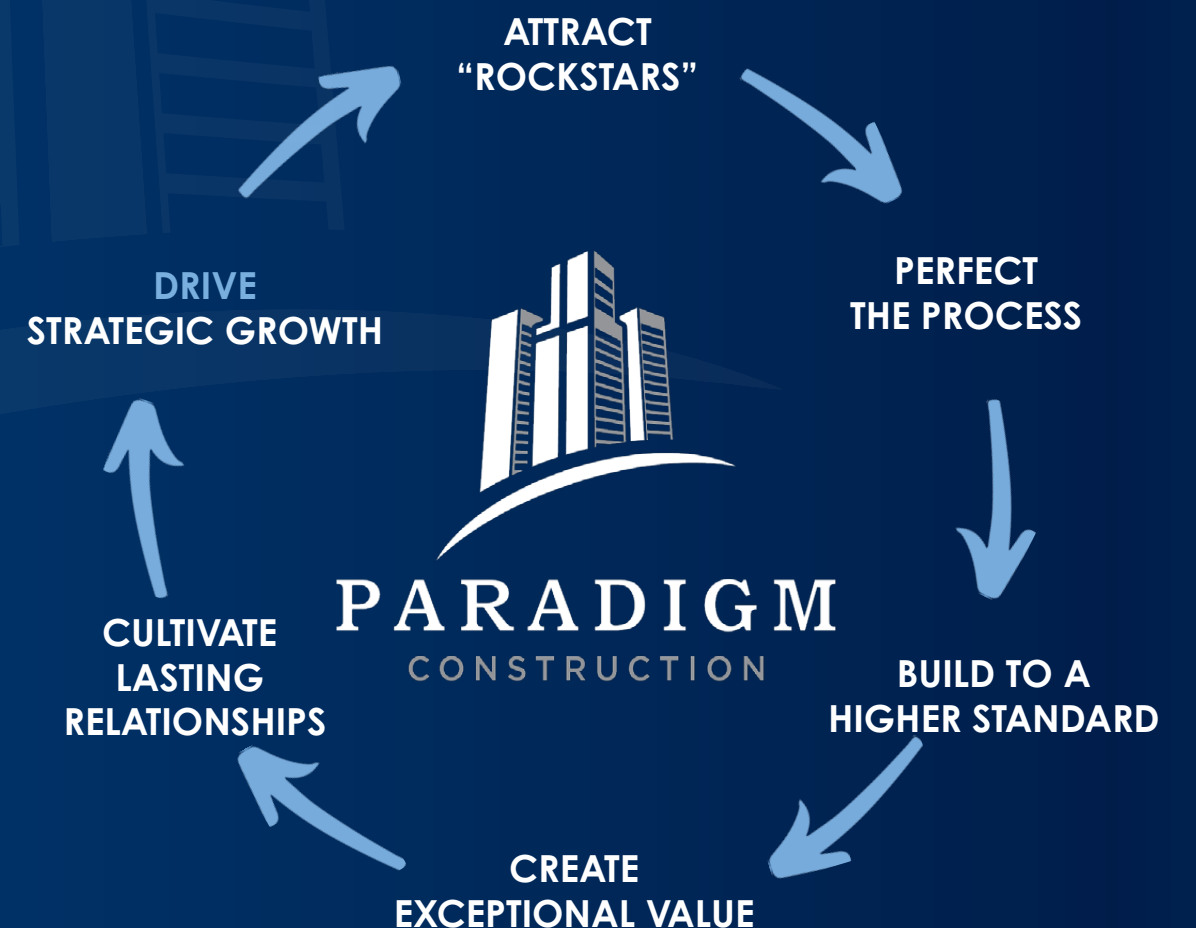 ATTRACT
“ROCKSTARS”
PERFECT
THE PROCESS
BUILD TO A
HIGHER STANDARD
CREATE
EXCEPTIONAL VALUE
CULTIVATE
LASTING
RELATIONSHIPS
DRIVE
STRATEGIC GROWTH
PARADIGM
CONSTRUCTION